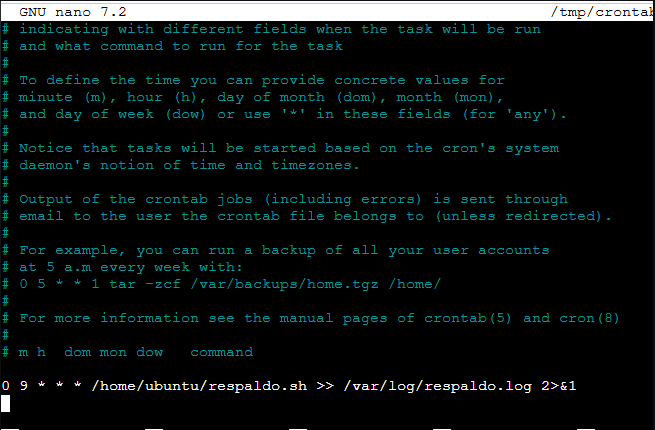 GNU nano 7.2 /tmp/crontab
# indicating with different fields when the task will be run
# and what command to run for the task
#
# To define the time you can provide concrete values for
# minute (m), hour (h), day of month (dom), month (mon),
# and day of week (dow) or use '*' in these fields (for 'any').
#
# Notice that tasks will be started based on the cron's system
# daemon's notion of time and timezones.
#
# Output of the crontab jobs (including errors) is sent through
# email to the user the crontab file belongs to (unless redirected).
#
# For example, you can run a backup of all your user accounts
# at 5 a.m every week with:
# 0 5 * * 1 tar -zcf /var/backups/home.tgz /home/
#
# For more information see the manual pages of crontab(5) and cron(8)
#
# m h  dom mon dow   command
0 9 * * * /home/ubuntu/respaldo.sh >> /var/log/respaldo.log 2>&1